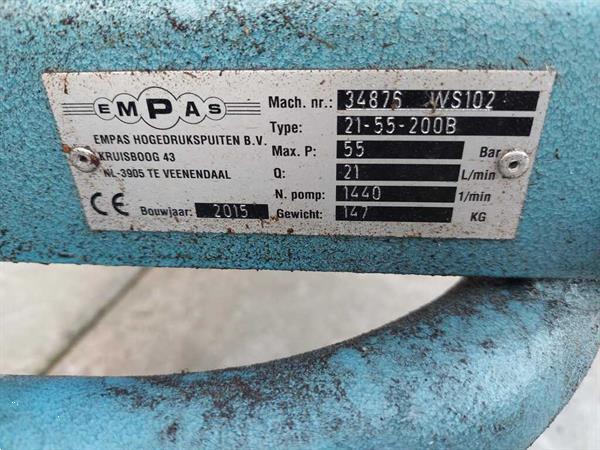 EMPAS
EMPAS HOGEDRUKSPUITEN B.V.
KRUISBOOG 43
NL-3905 TE VEENENDAAL
CE Bouwjaar: 2015
Mach. nr.: 34876 WS102
Type: 21-55-200B
Max. P: 55 Bar
Q: 21 L/min
N. pomp: 1440 1/min
Gewicht: 147 KG